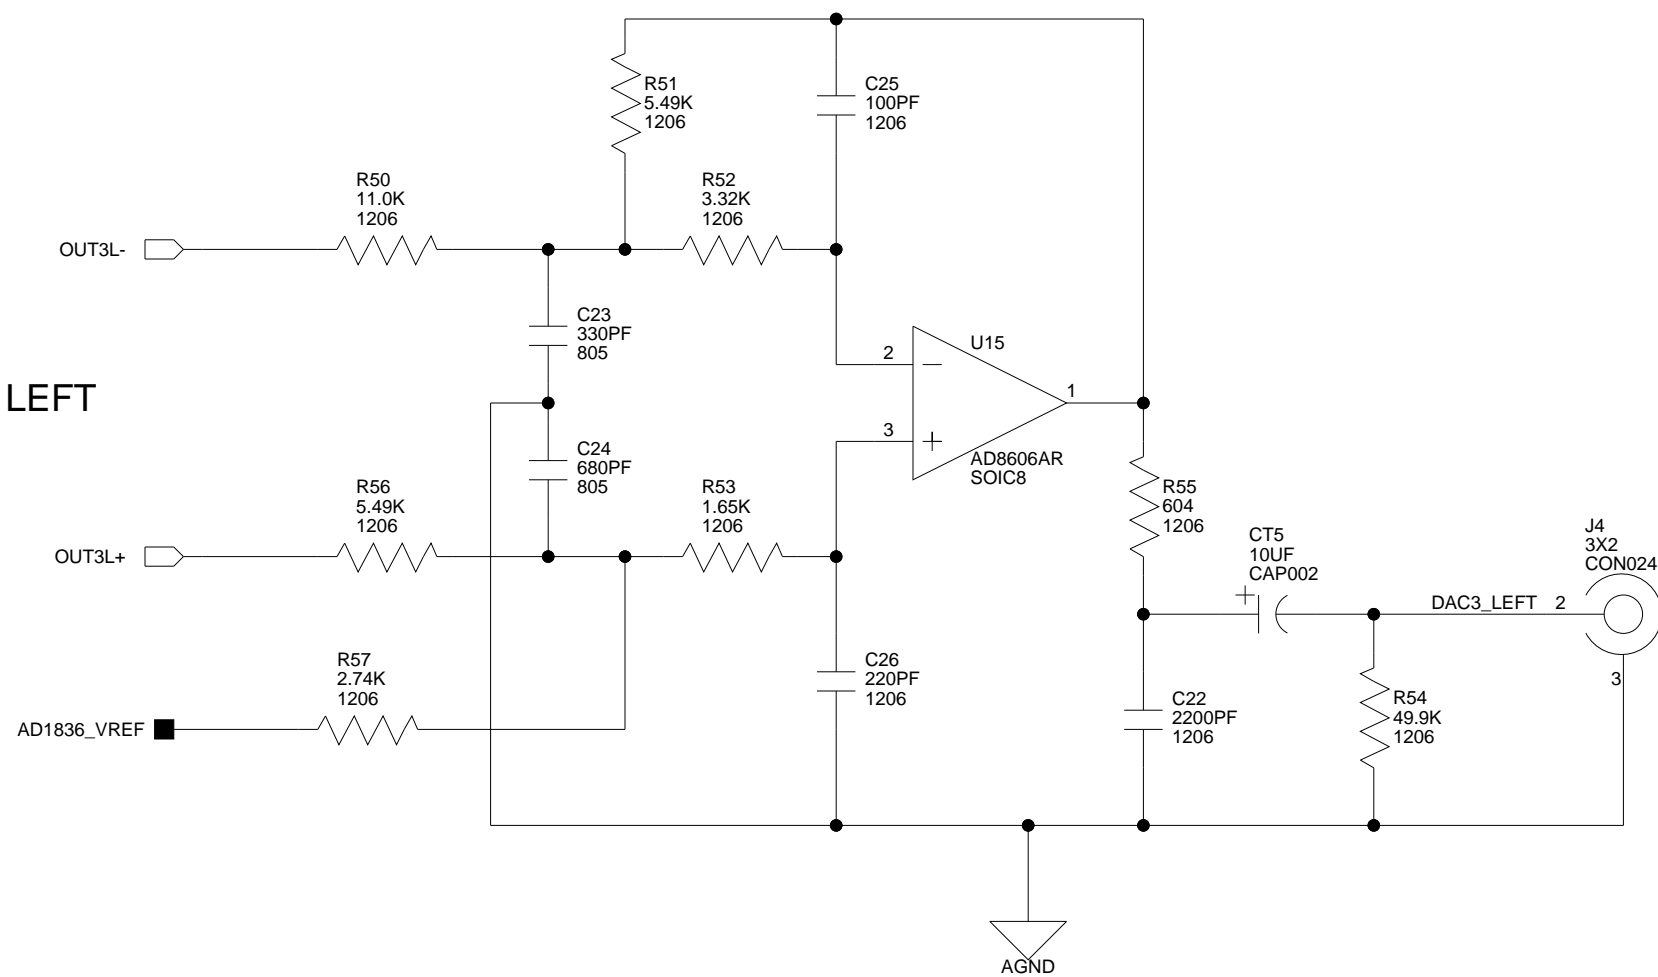 R51
5.49K
1206
C25
100PF
1206
R50
11.0K
1206
R52
3.32K
1206
OUT3L-
C23
330PF
805
U15
2
1
LEFT
3
C24
680PF
805
AD8606AR
SOIC8
R56
5.49K
1206
R53
1.65K
1206
R55
604
1206
OUT3L+
CT5
10UF
CAP002
J4
3X2
CON024
DAC3_LEFT 2
R57
2.74K
1206
C26
220PF
1206
3
C22
2200PF
1206
R54
49.9K
1206
AD1836_VREF
AGND